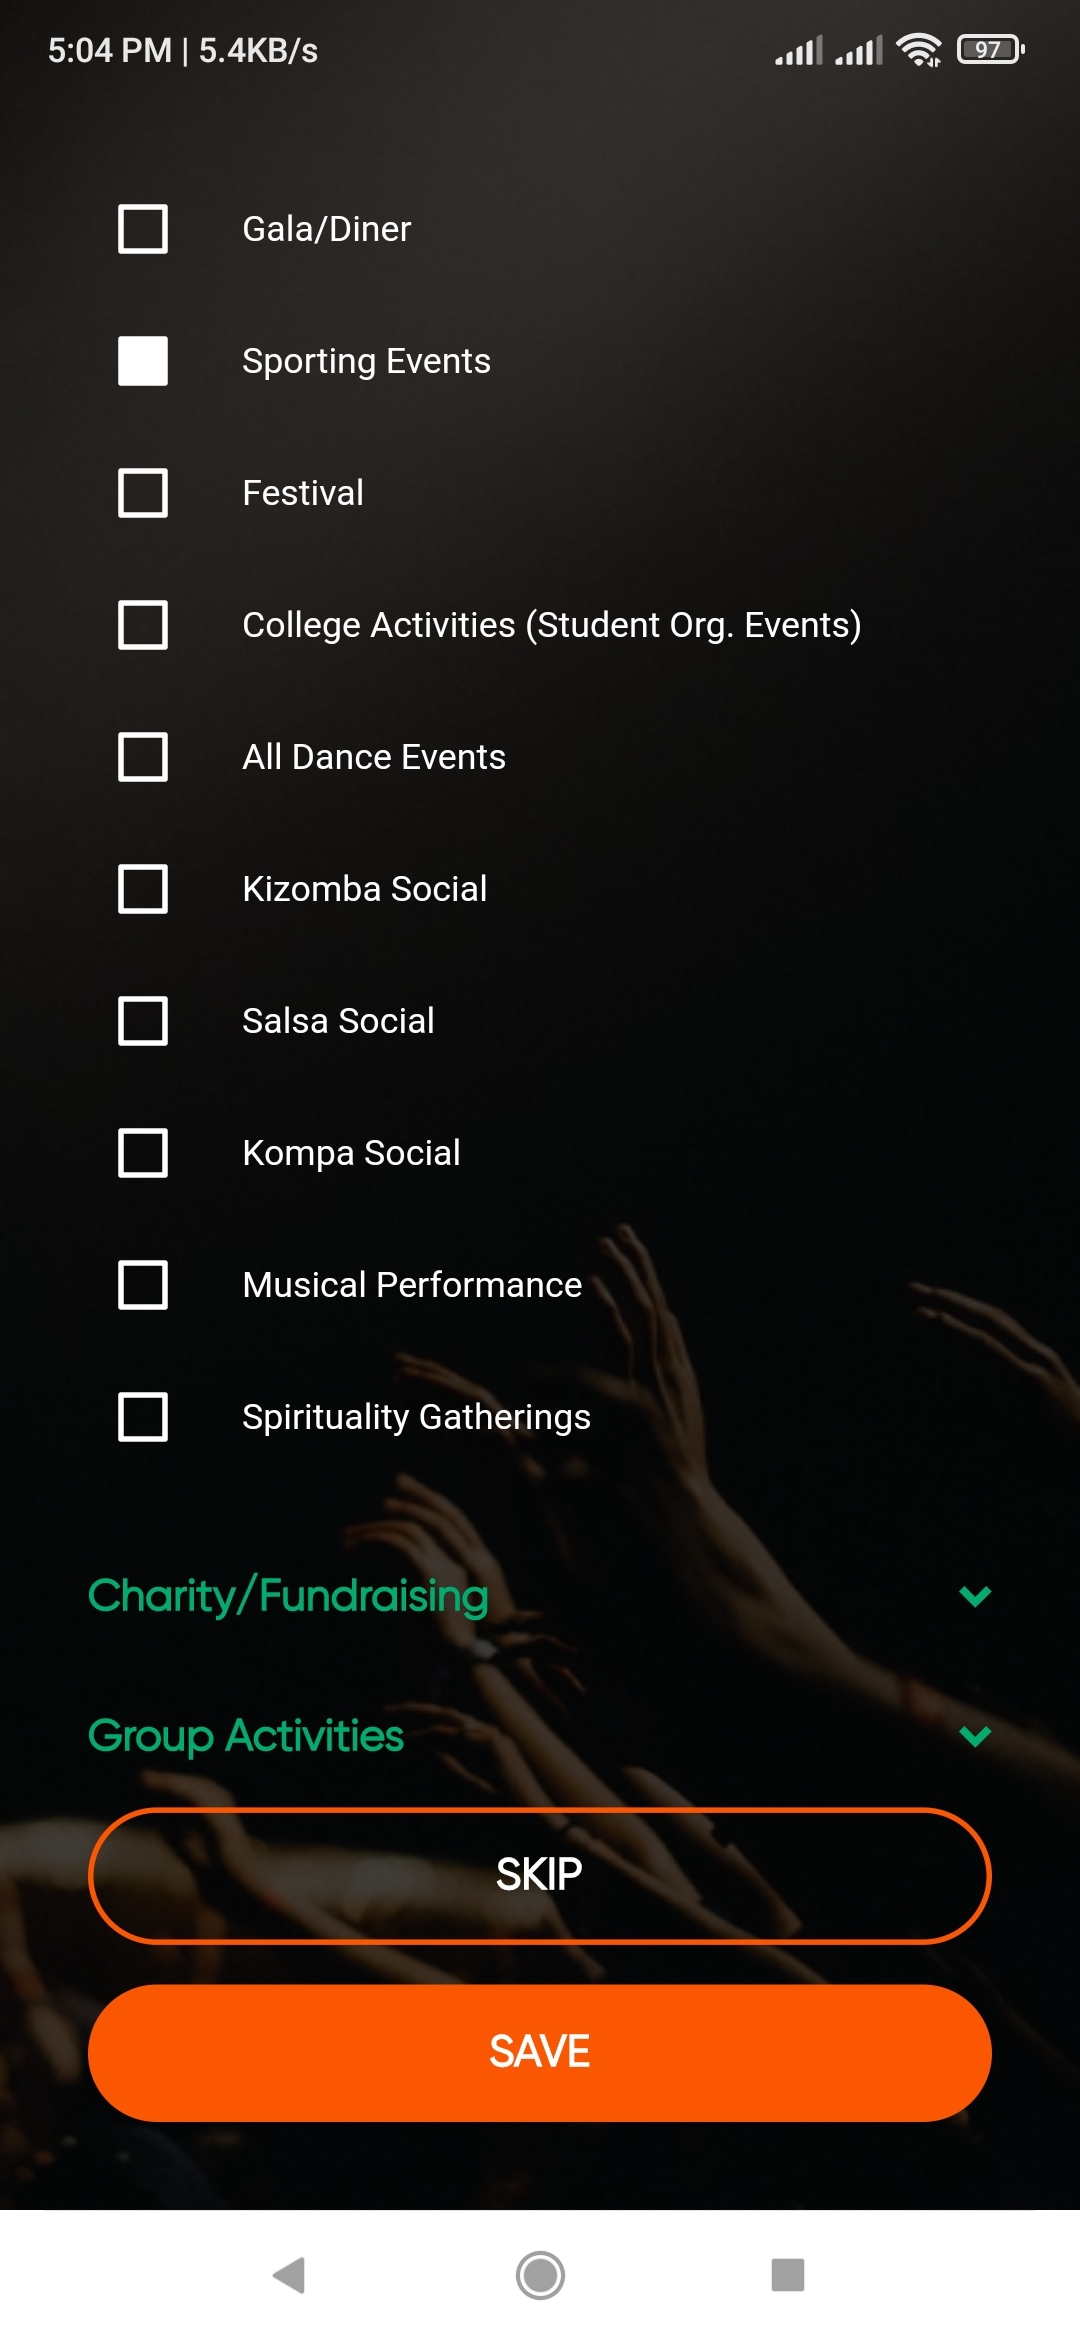 5:04 PM | 5.4KB/s 97
Gala/Diner
Sporting Events
Festival
College Activities (Student Org. Events)
All Dance Events
Kizomba Social
Salsa Social
Kompa Social
Musical Performance
Spirituality Gatherings
Charity/Fundraising
Group Activities
SKIP
SAVE